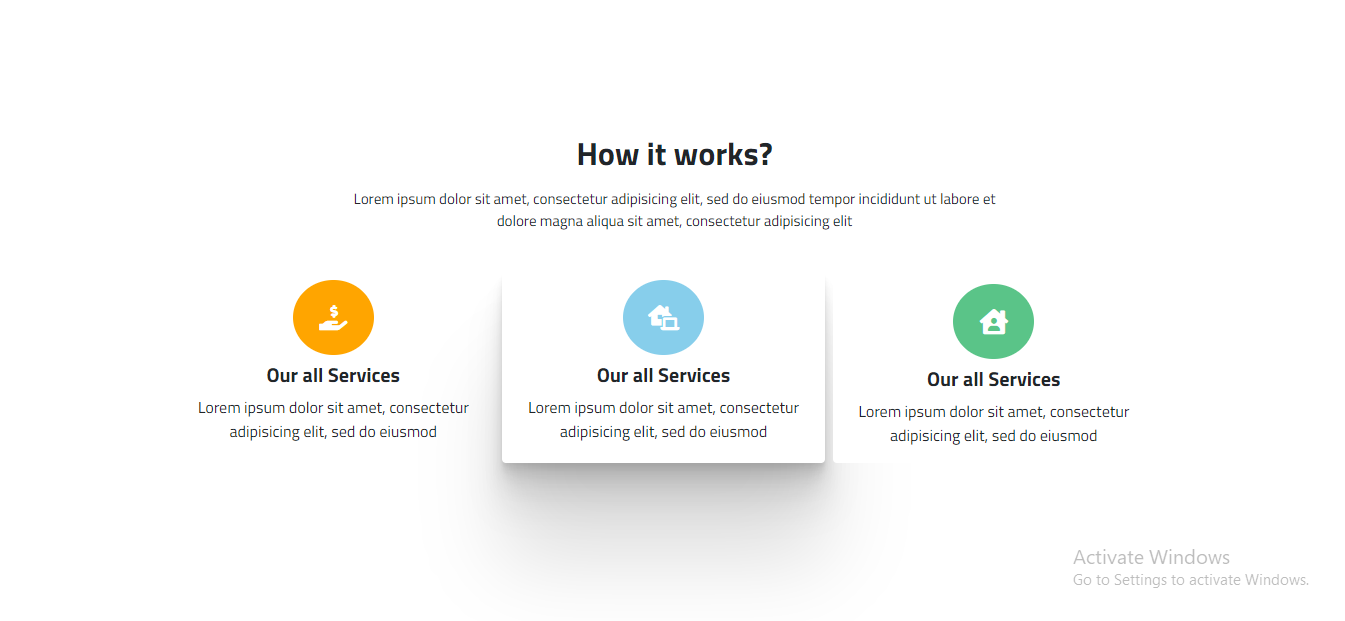 How it works?
Lorem ipsum dolor sit amet, consectetur adipisicing elit, sed do eiusmod tempor incididunt ut labore et
dolore magna aliqua sit amet, consectetur adipisicing elit
$
Our all Services
Lorem ipsum dolor sit amet, consectetur
adipisicing elit, sed do eiusmod
Our all Services
Lorem ipsum dolor sit amet, consectetur
adipisicing elit, sed do eiusmod
Our all Services
Lorem ipsum dolor sit amet, consectetur
adipisicing elit, sed do eiusmod
Activate Windows
Go to Settings to activate Windows.